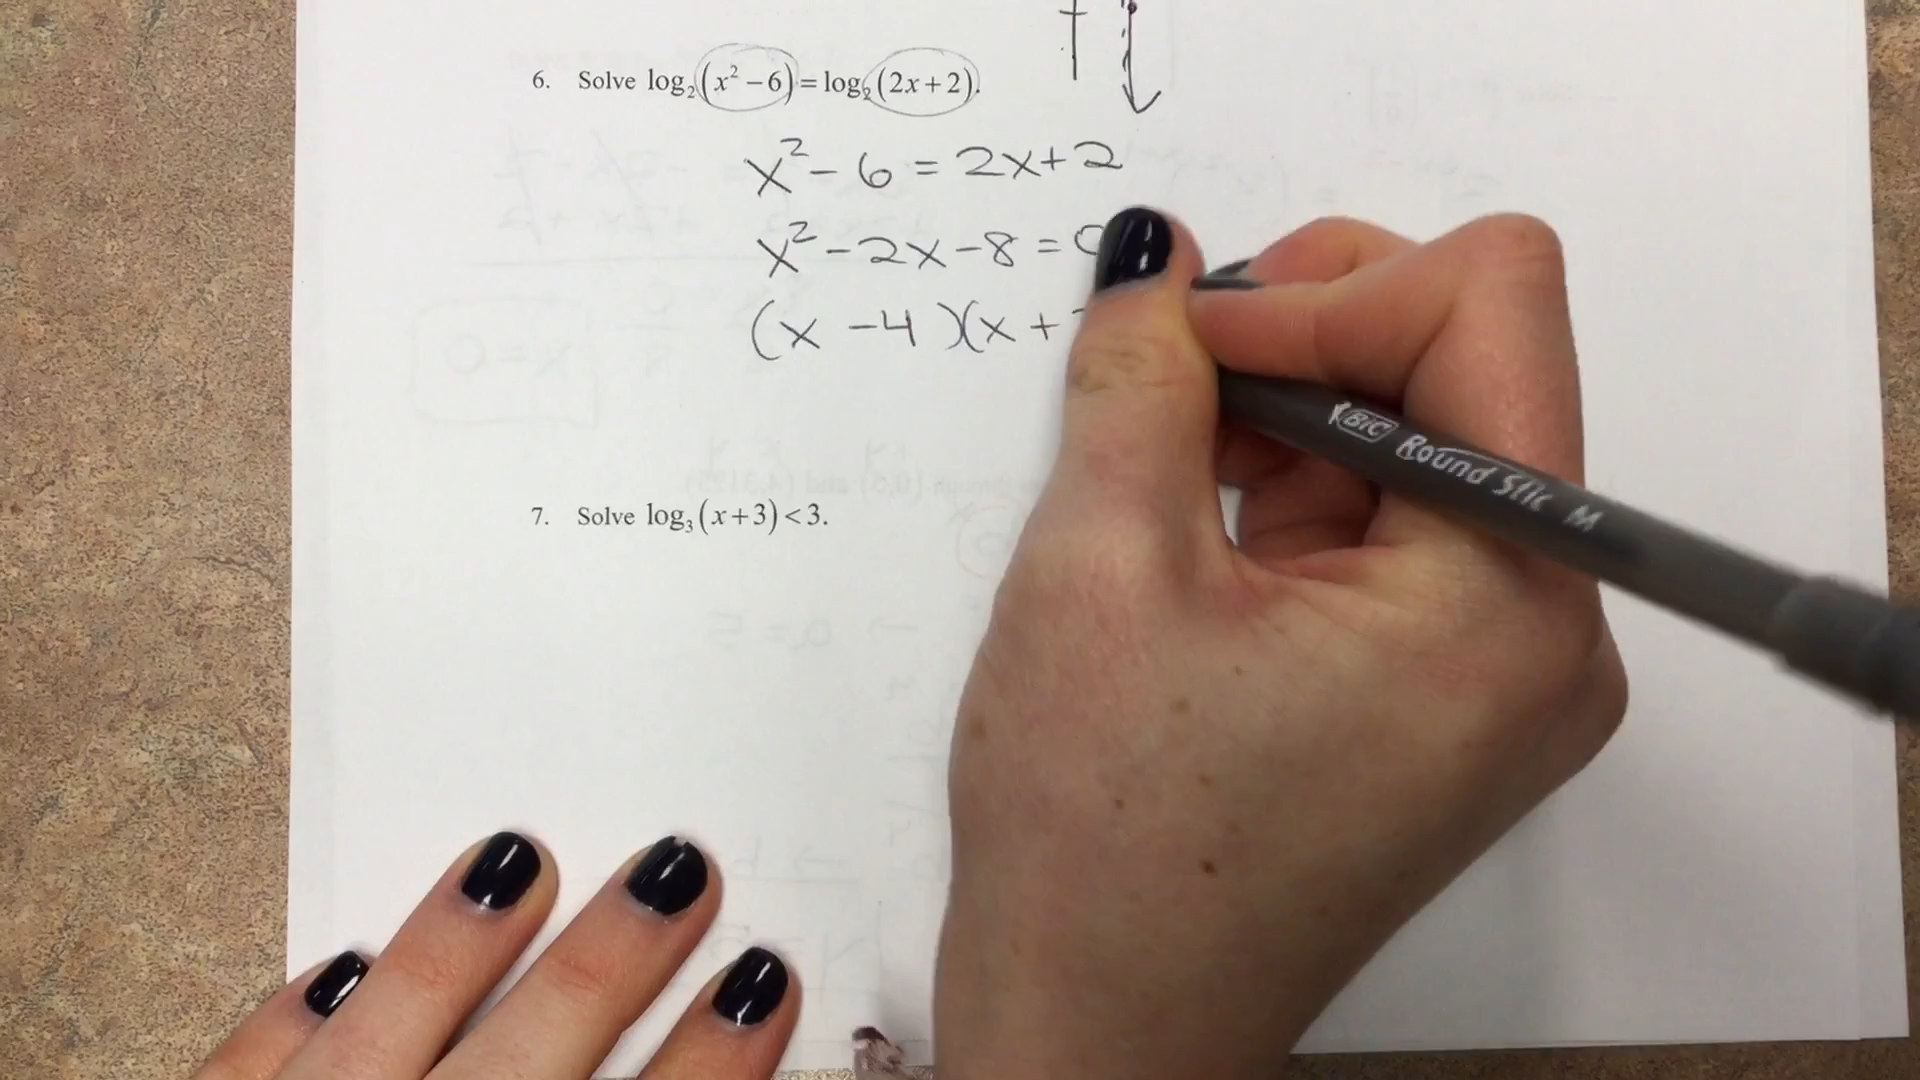 6. Solve log₂(x² − 6) = log₂(2x + 2).
x² − 6 = 2x + 2
x² − 2x − 8 = 0
(x − 4)(x +
BIC Round Stic M
7. Solve log₃(x + 3) < 3.